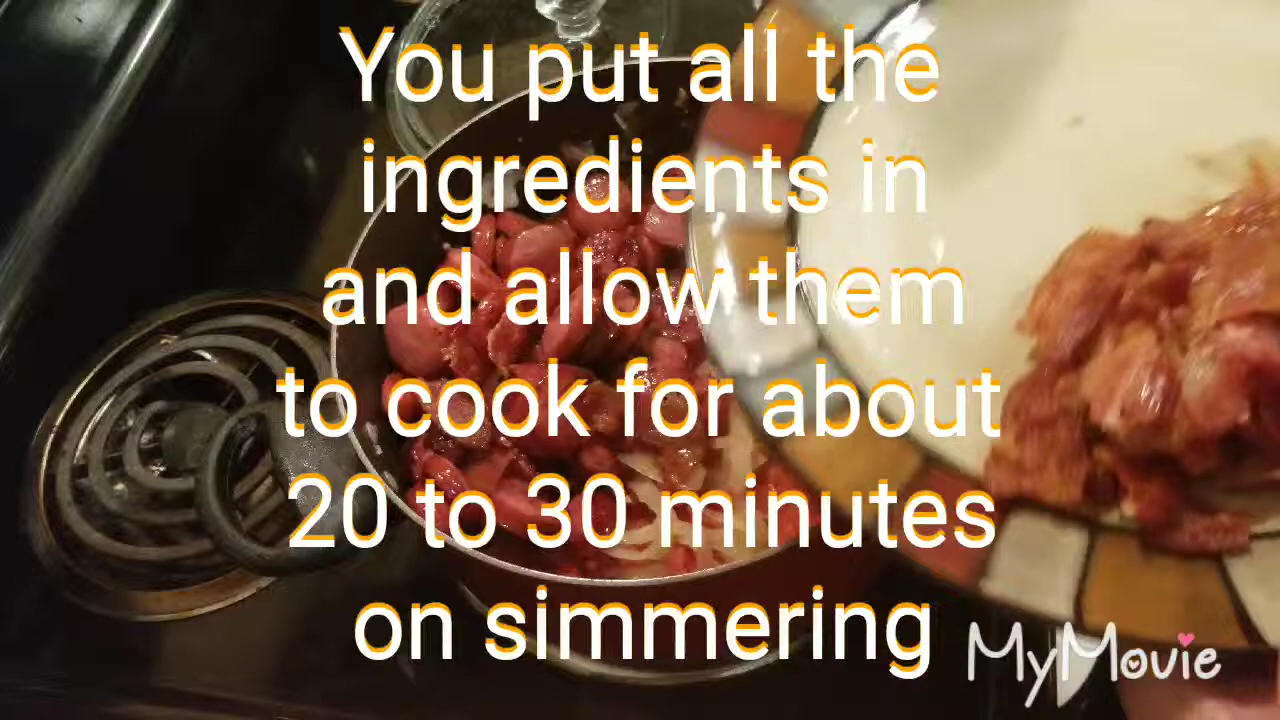 You put all the
ingredients in
and allow them
to cook for about
20 to 30 minutes
on simmering
MyMovie